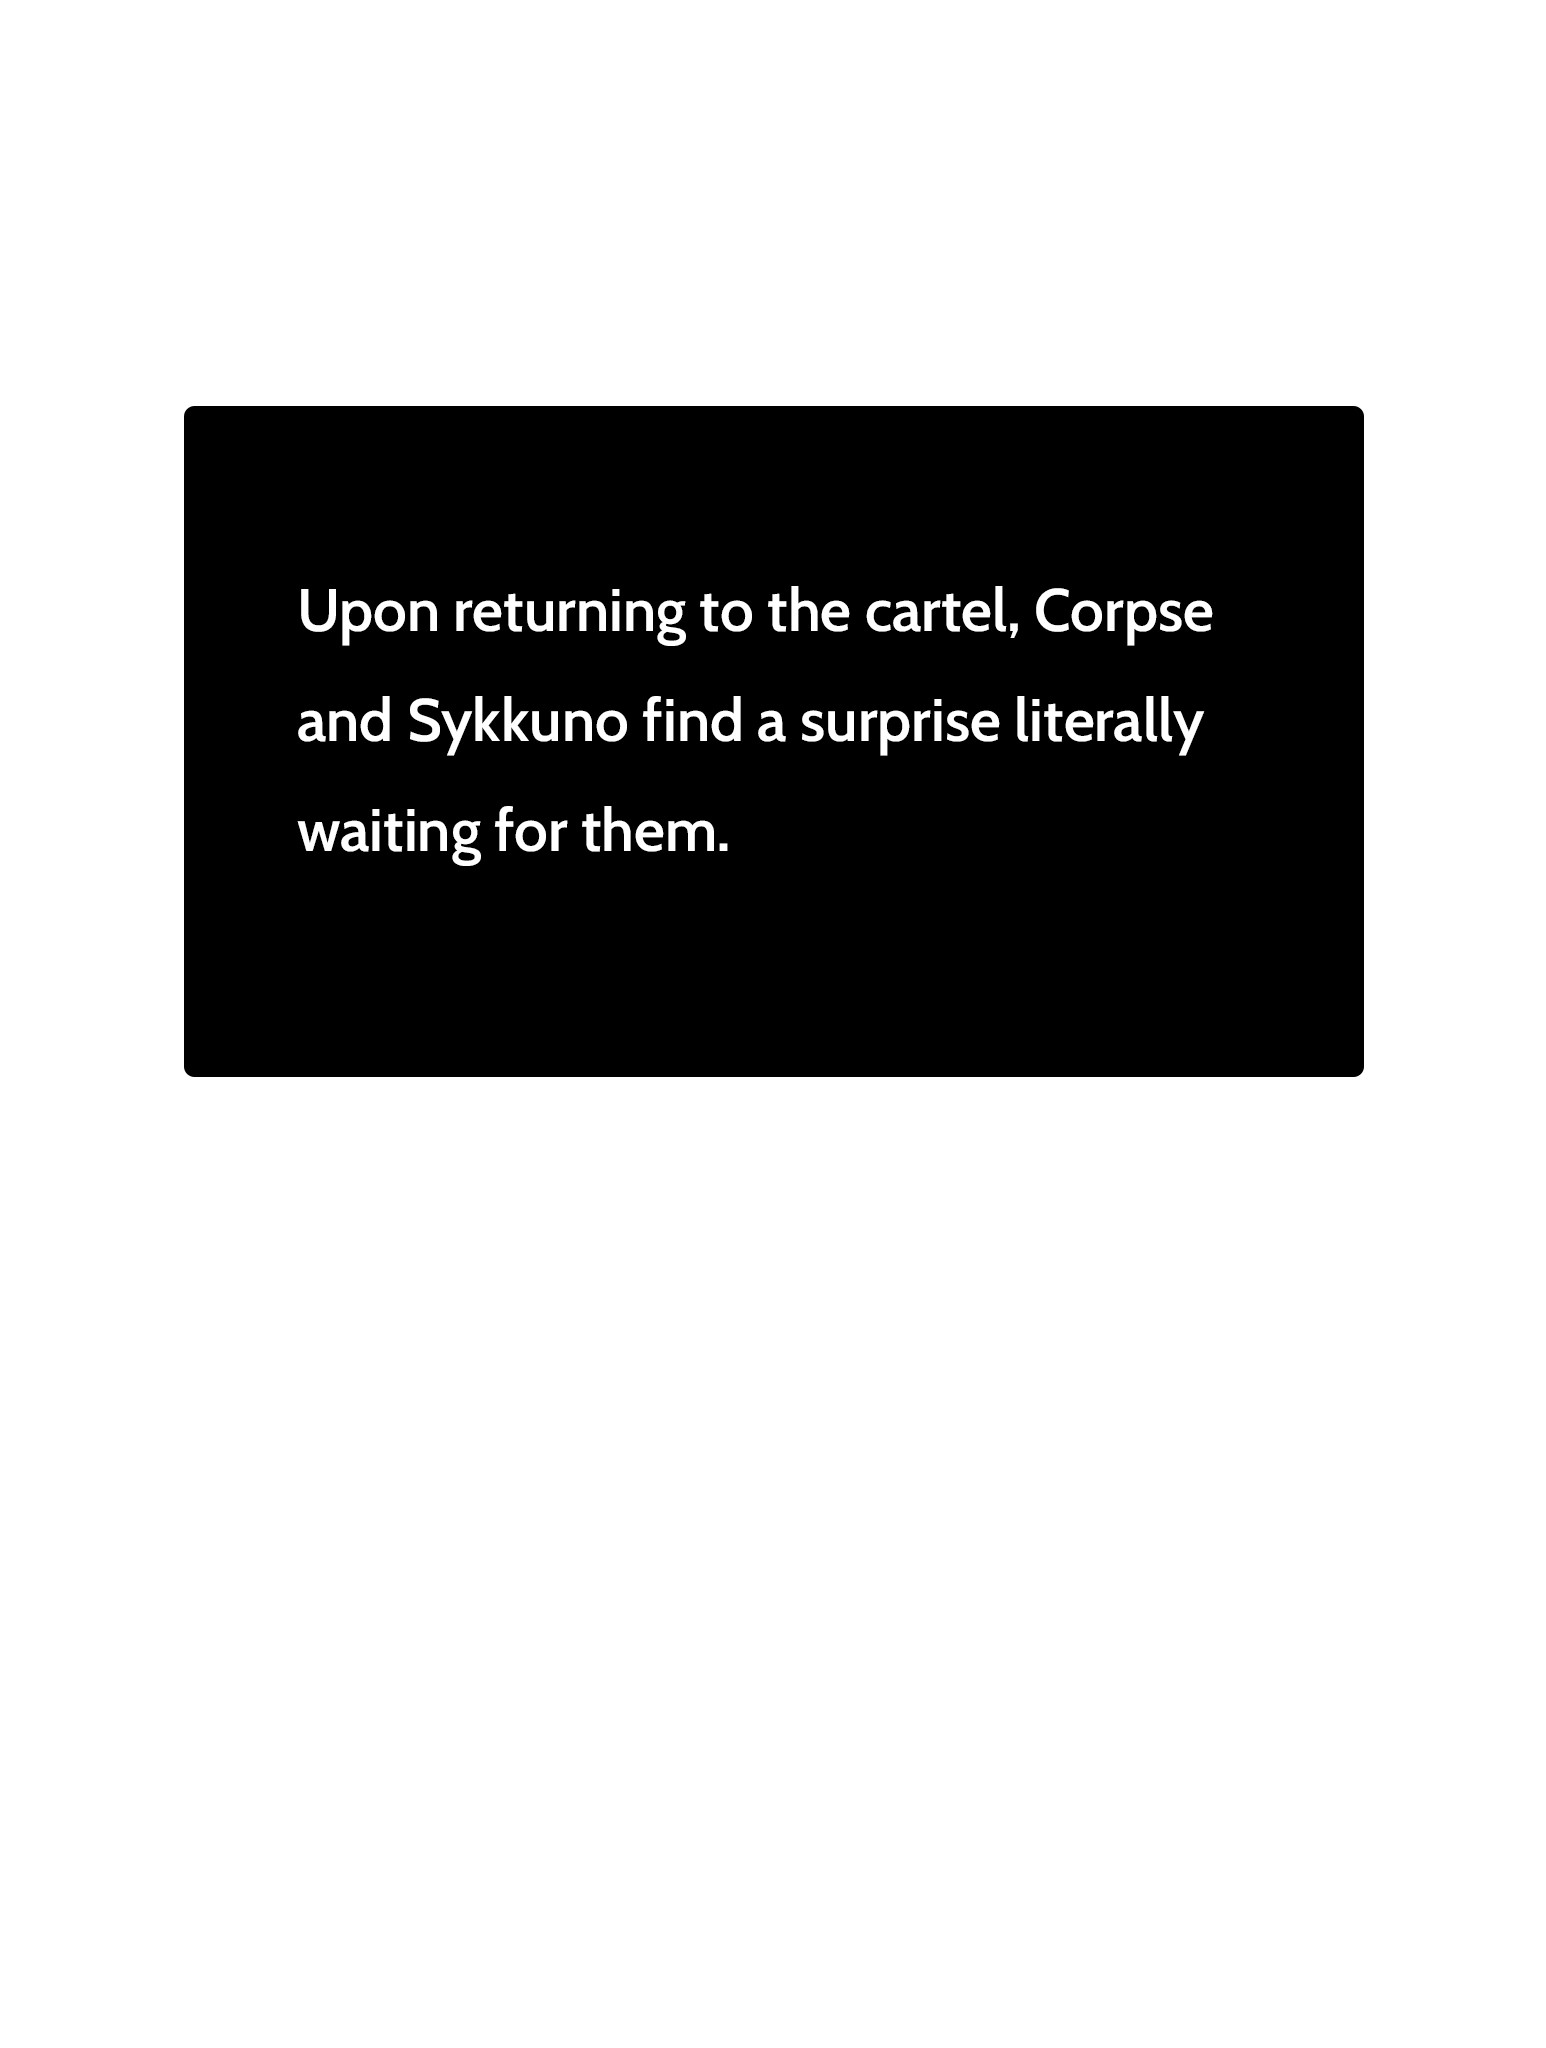 Upon returning to the cartel, Corpse
and Sykkuno find a surprise literally
waiting for them.